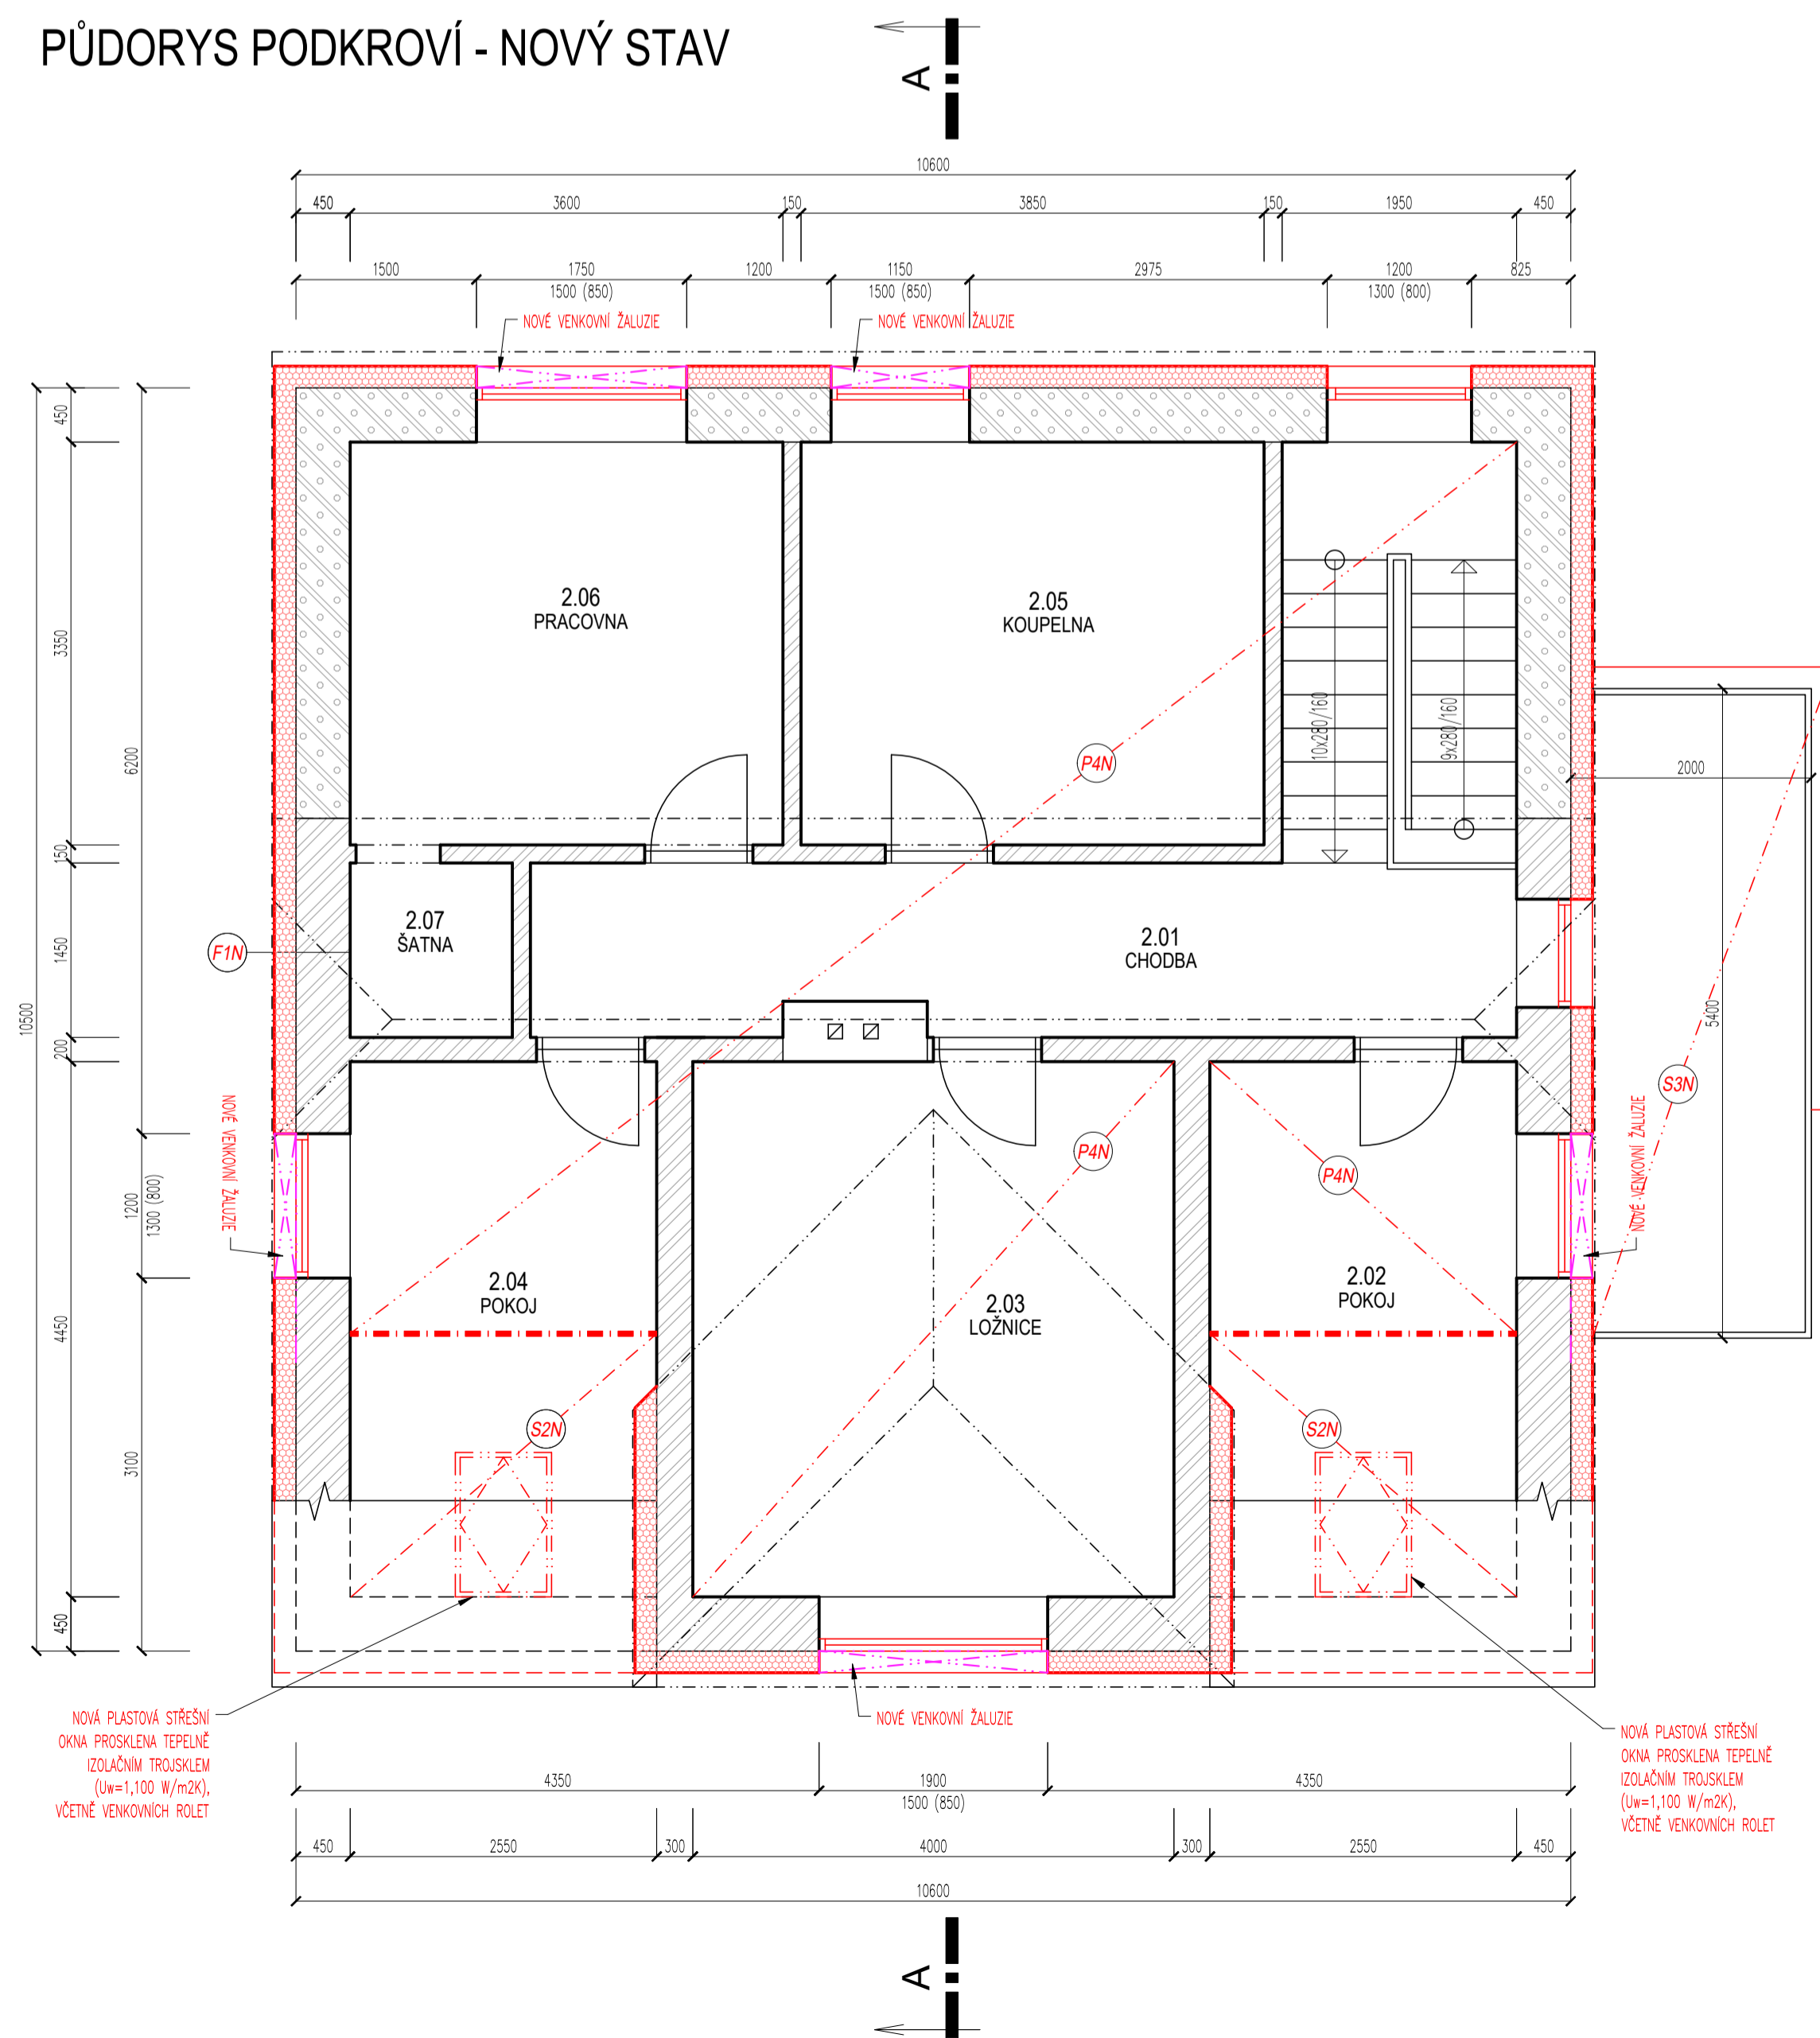 PŮDORYS PODKROVÍ - NOVÝ STAV
A
10600
450 3600 150 3850 150 1950 450
1500 1750 1200 1150 2975 1200 825
1500 (850) 1500 (850) 1300 (800)
NOVÉ VENKOVNÍ ŽALUZIE NOVÉ VENKOVNÍ ŽALUZIE
10500
450
3350
150
1450
200
4450
450
6200
1200
1300 (800)
3100
2.06
PRACOVNA
2.05
KOUPELNA
10x280/160
9x280/160
P4N
2000
5400
S3N
2.07
ŠATNA
F1N
2.01
CHODBA
NOVÉ VENKOVNÍ ŽALUZIE
P4N
P4N
NOVÉ VENKOVNÍ ŽALUZIE
2.04
POKOJ
2.03
LOŽNICE
2.02
POKOJ
S2N
S2N
NOVÁ PLASTOVÁ STŘEŠNÍ
OKNA PROSKLENA TEPELNĚ
IZOLAČNÍM TROJSKLEM
(Uw=1,100 W/m2K),
VČETNĚ VENKOVNÍCH ROLET
NOVÉ VENKOVNÍ ŽALUZIE
NOVÁ PLASTOVÁ STŘEŠNÍ
OKNA PROSKLENA TEPELNĚ
IZOLAČNÍM TROJSKLEM
(Uw=1,100 W/m2K),
VČETNĚ VENKOVNÍCH ROLET
4350 1900 4350
1500 (850)
450 2550 300 4000 300 2550 450
10600
A